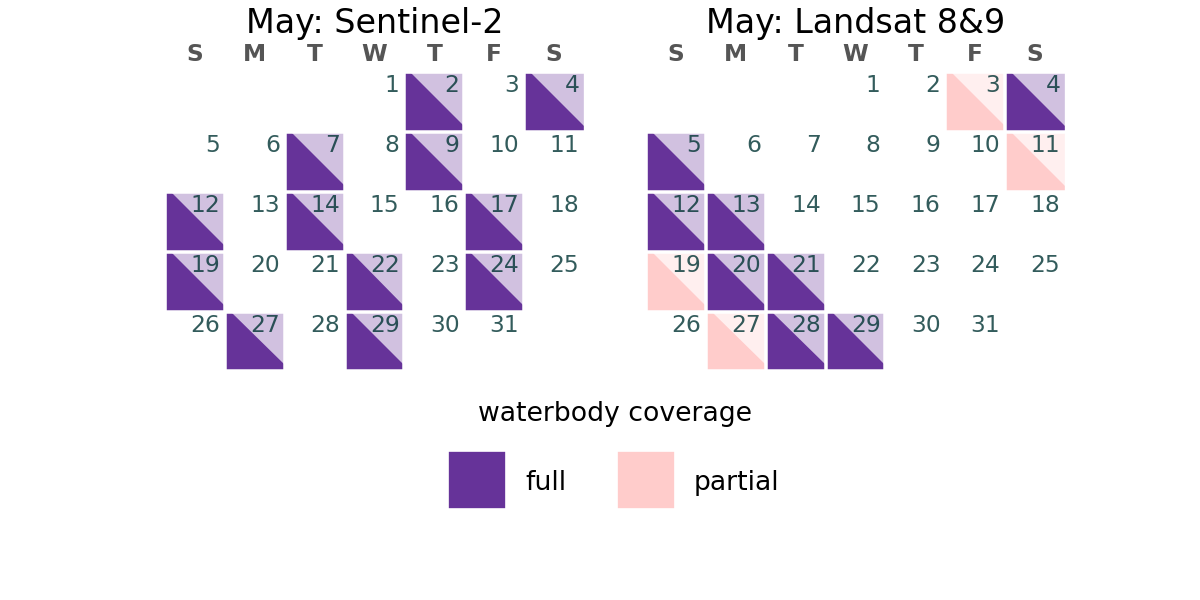 May: Sentinel-2
S M T W T F S
1 2 3 4
5 6 7 8 9 10 11
12 13 14 15 16 17 18
19 20 21 22 23 24 25
26 27 28 29 30 31
May: Landsat 8&9
S M T W T F S
1 2 3 4
5 6 7 8 9 10 11
12 13 14 15 16 17 18
19 20 21 22 23 24 25
26 27 28 29 30 31
waterbody coverage
full partial